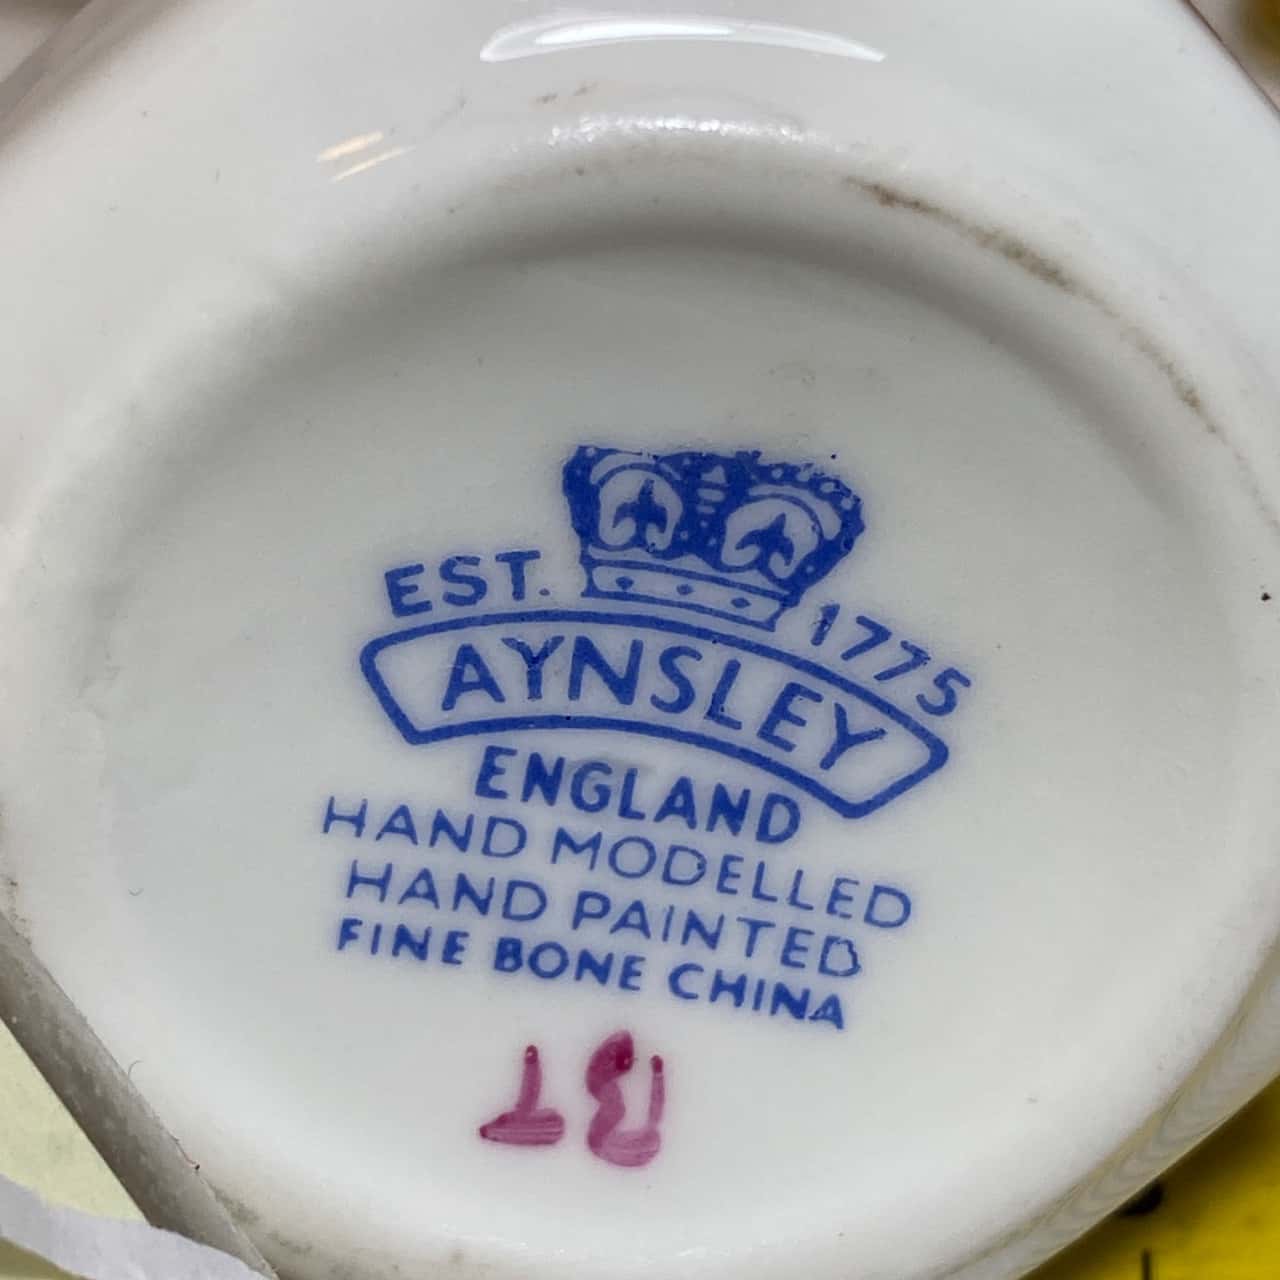 EST. 1775
AYNSLEY
ENGLAND
HAND MODELLED
HAND PAINTED
FINE BONE CHINA